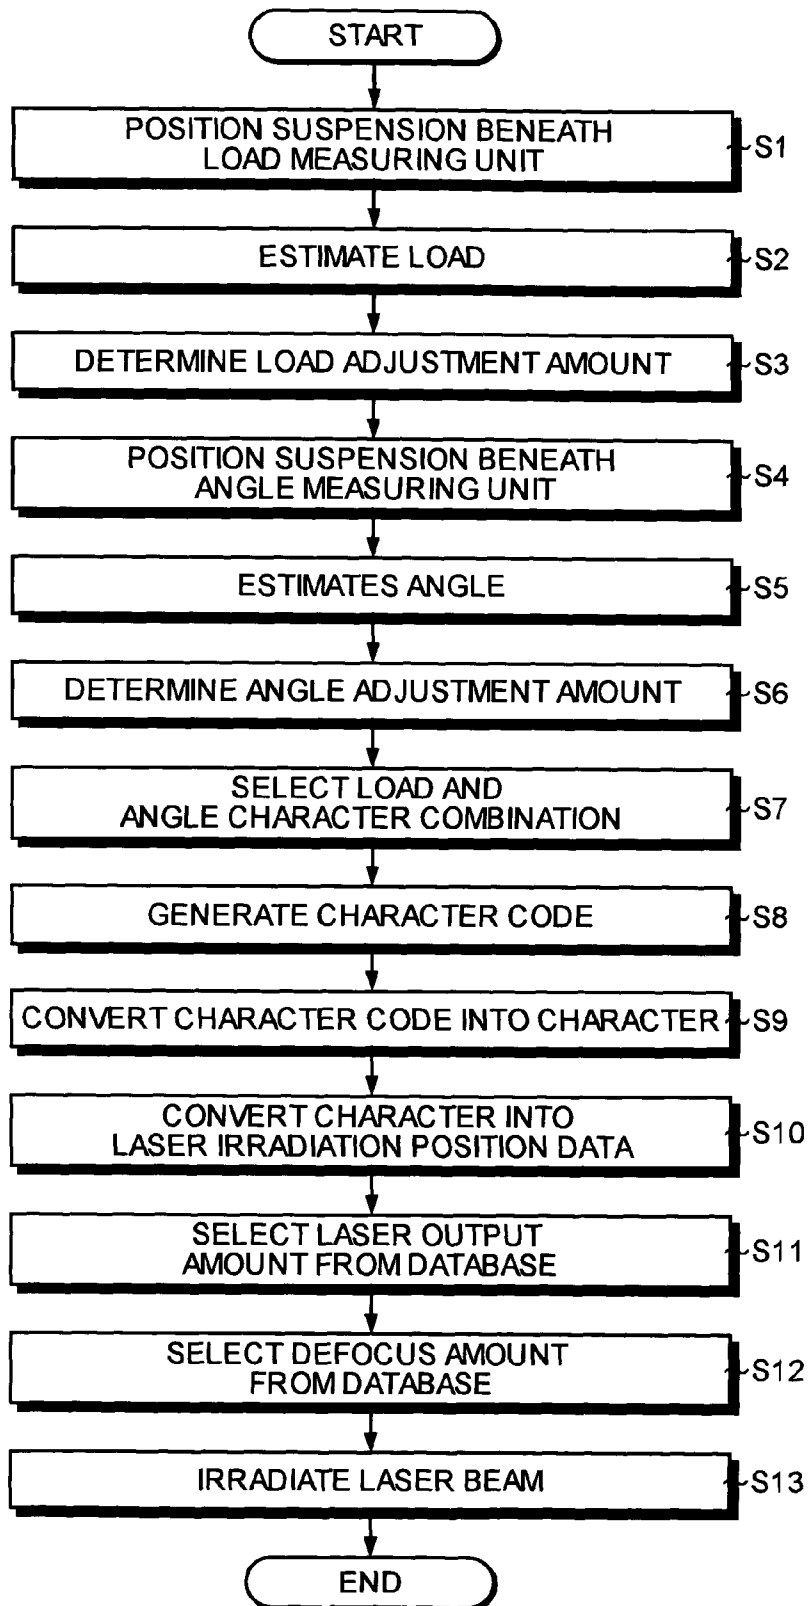 START
POSITION SUSPENSION BENEATH
LOAD MEASURING UNIT
S1
ESTIMATE LOAD
S2
DETERMINE LOAD ADJUSTMENT AMOUNT
S3
POSITION SUSPENSION BENEATH
ANGLE MEASURING UNIT
S4
ESTIMATES ANGLE
S5
DETERMINE ANGLE ADJUSTMENT AMOUNT
S6
SELECT LOAD AND
ANGLE CHARACTER COMBINATION
S7
GENERATE CHARACTER CODE
S8
CONVERT CHARACTER CODE INTO CHARACTER
S9
CONVERT CHARACTER INTO
LASER IRRADIATION POSITION DATA
S10
SELECT LASER OUTPUT
AMOUNT FROM DATABASE
S11
SELECT DEFOCUS AMOUNT
FROM DATABASE
S12
IRRADIATE LASER BEAM
S13
END